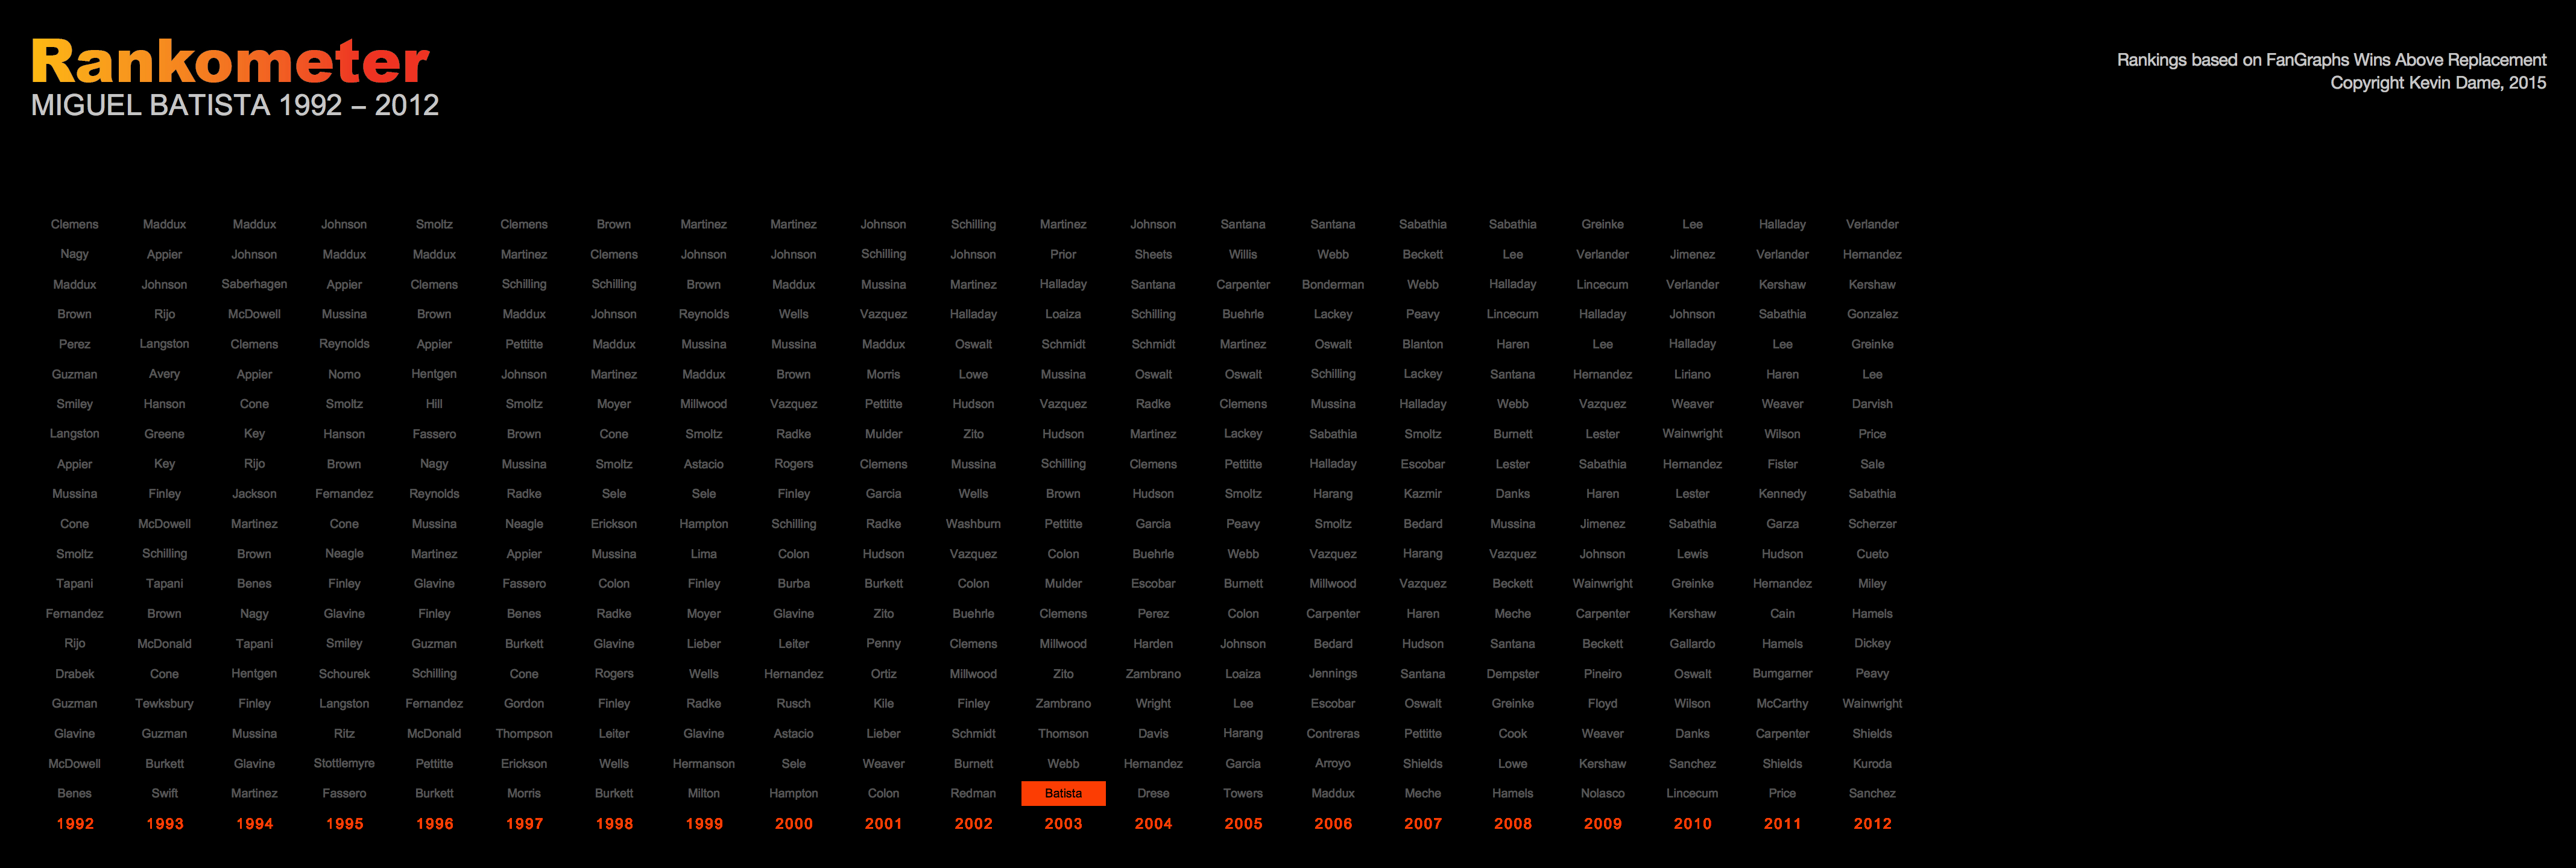 Rankometer
MIGUEL BATISTA 1992 – 2012
Rankings based on FanGraphs Wins Above Replacement
Copyright Kevin Dame, 2015
Clemens Maddux Maddux Johnson Smoltz Clemens Brown Martinez Martinez Johnson Schilling Martinez Johnson Santana Santana Sabathia Sabathia Greinke Lee Halladay Verlander
Nagy Appier Johnson Maddux Maddux Martinez Clemens Johnson Johnson Schilling Johnson Prior Sheets Willis Webb Beckett Lee Verlander Jimenez Verlander Hernandez
Maddux Johnson Saberhagen Appier Clemens Schilling Schilling Brown Maddux Mussina Martinez Halladay Santana Carpenter Bonderman Webb Halladay Lincecum Verlander Kershaw Kershaw
Brown Rijo McDowell Mussina Brown Maddux Johnson Reynolds Wells Vazquez Halladay Loaiza Schilling Buehrle Lackey Peavy Lincecum Halladay Johnson Sabathia Gonzalez
Perez Langston Clemens Reynolds Appier Pettitte Maddux Mussina Mussina Maddux Oswalt Schmidt Schmidt Martinez Oswalt Blanton Haren Lee Halladay Lee Greinke
Guzman Avery Appier Nomo Hentgen Johnson Martinez Maddux Brown Morris Lowe Mussina Oswalt Oswalt Schilling Lackey Santana Hernandez Liriano Haren Lee
Smiley Hanson Cone Smoltz Hill Smoltz Moyer Millwood Vazquez Pettitte Hudson Vazquez Radke Clemens Mussina Halladay Webb Vazquez Weaver Weaver Darvish
Langston Greene Key Hanson Fassero Brown Cone Smoltz Radke Mulder Zito Hudson Martinez Lackey Sabathia Smoltz Burnett Lester Wainwright Wilson Price
Appier Key Rijo Brown Nagy Mussina Smoltz Astacio Rogers Clemens Mussina Schilling Clemens Pettitte Halladay Escobar Lester Sabathia Hernandez Fister Sale
Mussina Finley Jackson Fernandez Reynolds Radke Sele Sele Finley Garcia Wells Brown Hudson Smoltz Harang Kazmir Danks Haren Lester Kennedy Sabathia
Cone McDowell Martinez Cone Mussina Neagle Erickson Hampton Schilling Radke Washburn Pettitte Garcia Peavy Smoltz Bedard Mussina Jimenez Sabathia Garza Scherzer
Smoltz Schilling Brown Neagle Martinez Appier Mussina Lima Colon Hudson Vazquez Colon Buehrle Webb Vazquez Harang Vazquez Johnson Lewis Hudson Cueto
Tapani Tapani Benes Finley Glavine Fassero Colon Finley Burba Burkett Colon Mulder Escobar Burnett Millwood Vazquez Beckett Wainwright Greinke Hernandez Miley
Fernandez Brown Nagy Glavine Finley Benes Radke Moyer Glavine Zito Buehrle Clemens Perez Colon Carpenter Haren Meche Carpenter Kershaw Cain Hamels
Rijo McDonald Tapani Smiley Guzman Burkett Glavine Lieber Leiter Penny Clemens Millwood Harden Johnson Bedard Hudson Santana Beckett Gallardo Hamels Dickey
Drabek Cone Hentgen Schourek Schilling Cone Rogers Wells Hernandez Ortiz Millwood Zito Zambrano Loaiza Jennings Santana Dempster Pineiro Oswalt Bumgarner Peavy
Guzman Tewksbury Finley Langston Fernandez Gordon Finley Radke Rusch Kile Finley Zambrano Wright Lee Escobar Oswalt Greinke Floyd Wilson McCarthy Wainwright
Glavine Guzman Mussina Ritz McDonald Thompson Leiter Glavine Astacio Lieber Schmidt Thomson Davis Harang Contreras Pettitte Cook Weaver Danks Carpenter Shields
McDowell Burkett Glavine Stottlemyre Pettitte Erickson Wells Hermanson Sele Weaver Burnett Webb Hernandez Garcia Arroyo Shields Lowe Kershaw Sanchez Shields Kuroda
Benes Swift Martinez Fassero Burkett Morris Burkett Milton Hampton Colon Redman Batista Drese Towers Maddux Meche Hamels Nolasco Lincecum Price Sanchez
1992 1993 1994 1995 1996 1997 1998 1999 2000 2001 2002 2003 2004 2005 2006 2007 2008 2009 2010 2011 2012